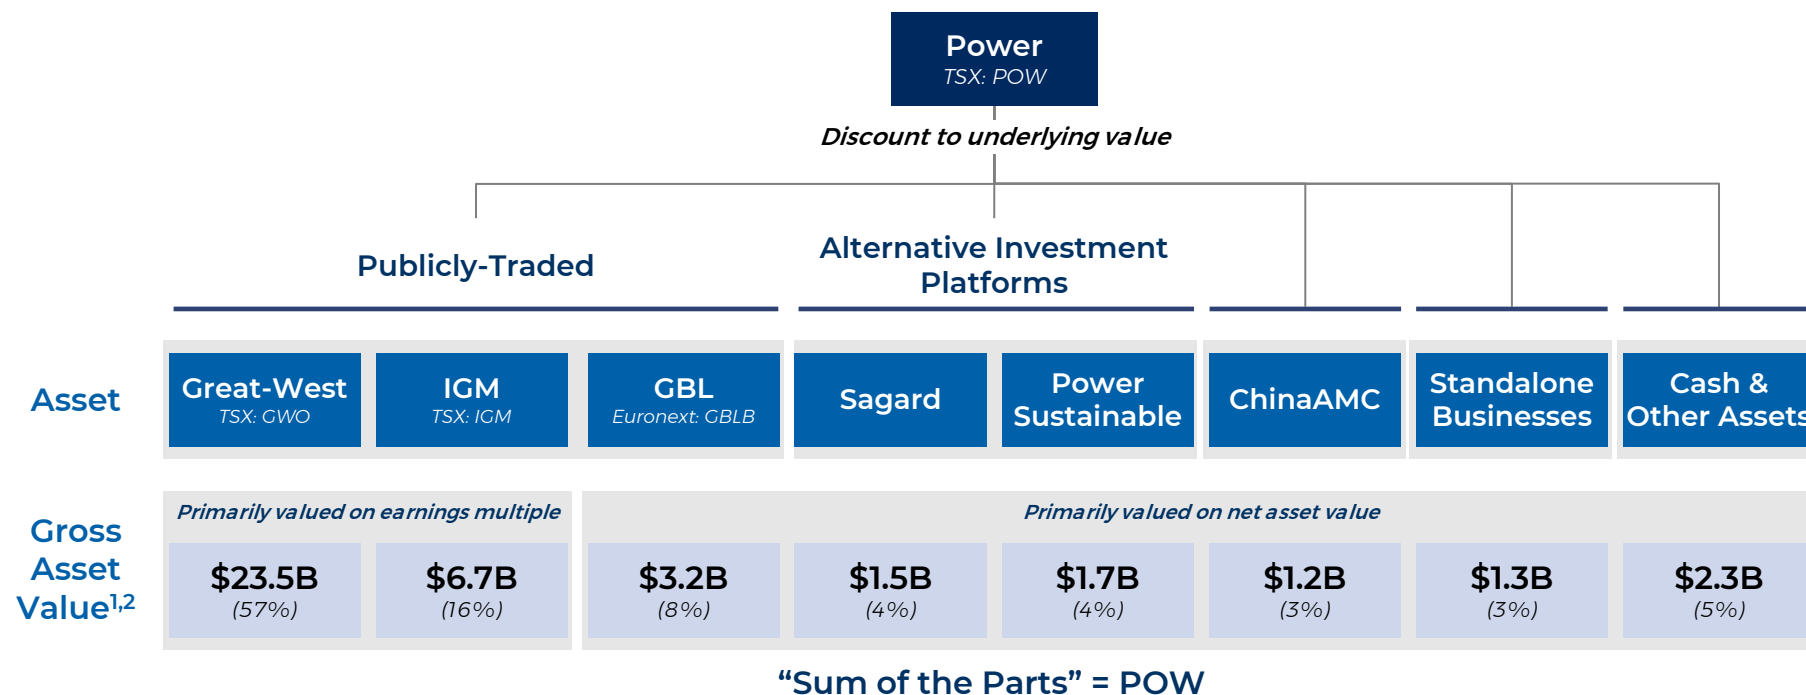 Power
TSX: POW
Discount to underlying value
Publicly-Traded
Alternative Investment
Platforms
Asset
Great-West
TSX: GWO
IGM
TSX: IGM
GBL
Euronext: GBLB
Sagard
Power
Sustainable
ChinaAMC
Standalone
Businesses
Cash &
Other Assets
Gross
Asset
Value1,2
Primarily valued on earnings multiple
Primarily valued on net asset value
$23.5B
(57%)
$6.7B
(16%)
$3.2B
(8%)
$1.5B
(4%)
$1.7B
(4%)
$1.2B
(3%)
$1.3B
(3%)
$2.3B
(5%)
“Sum of the Parts” = POW